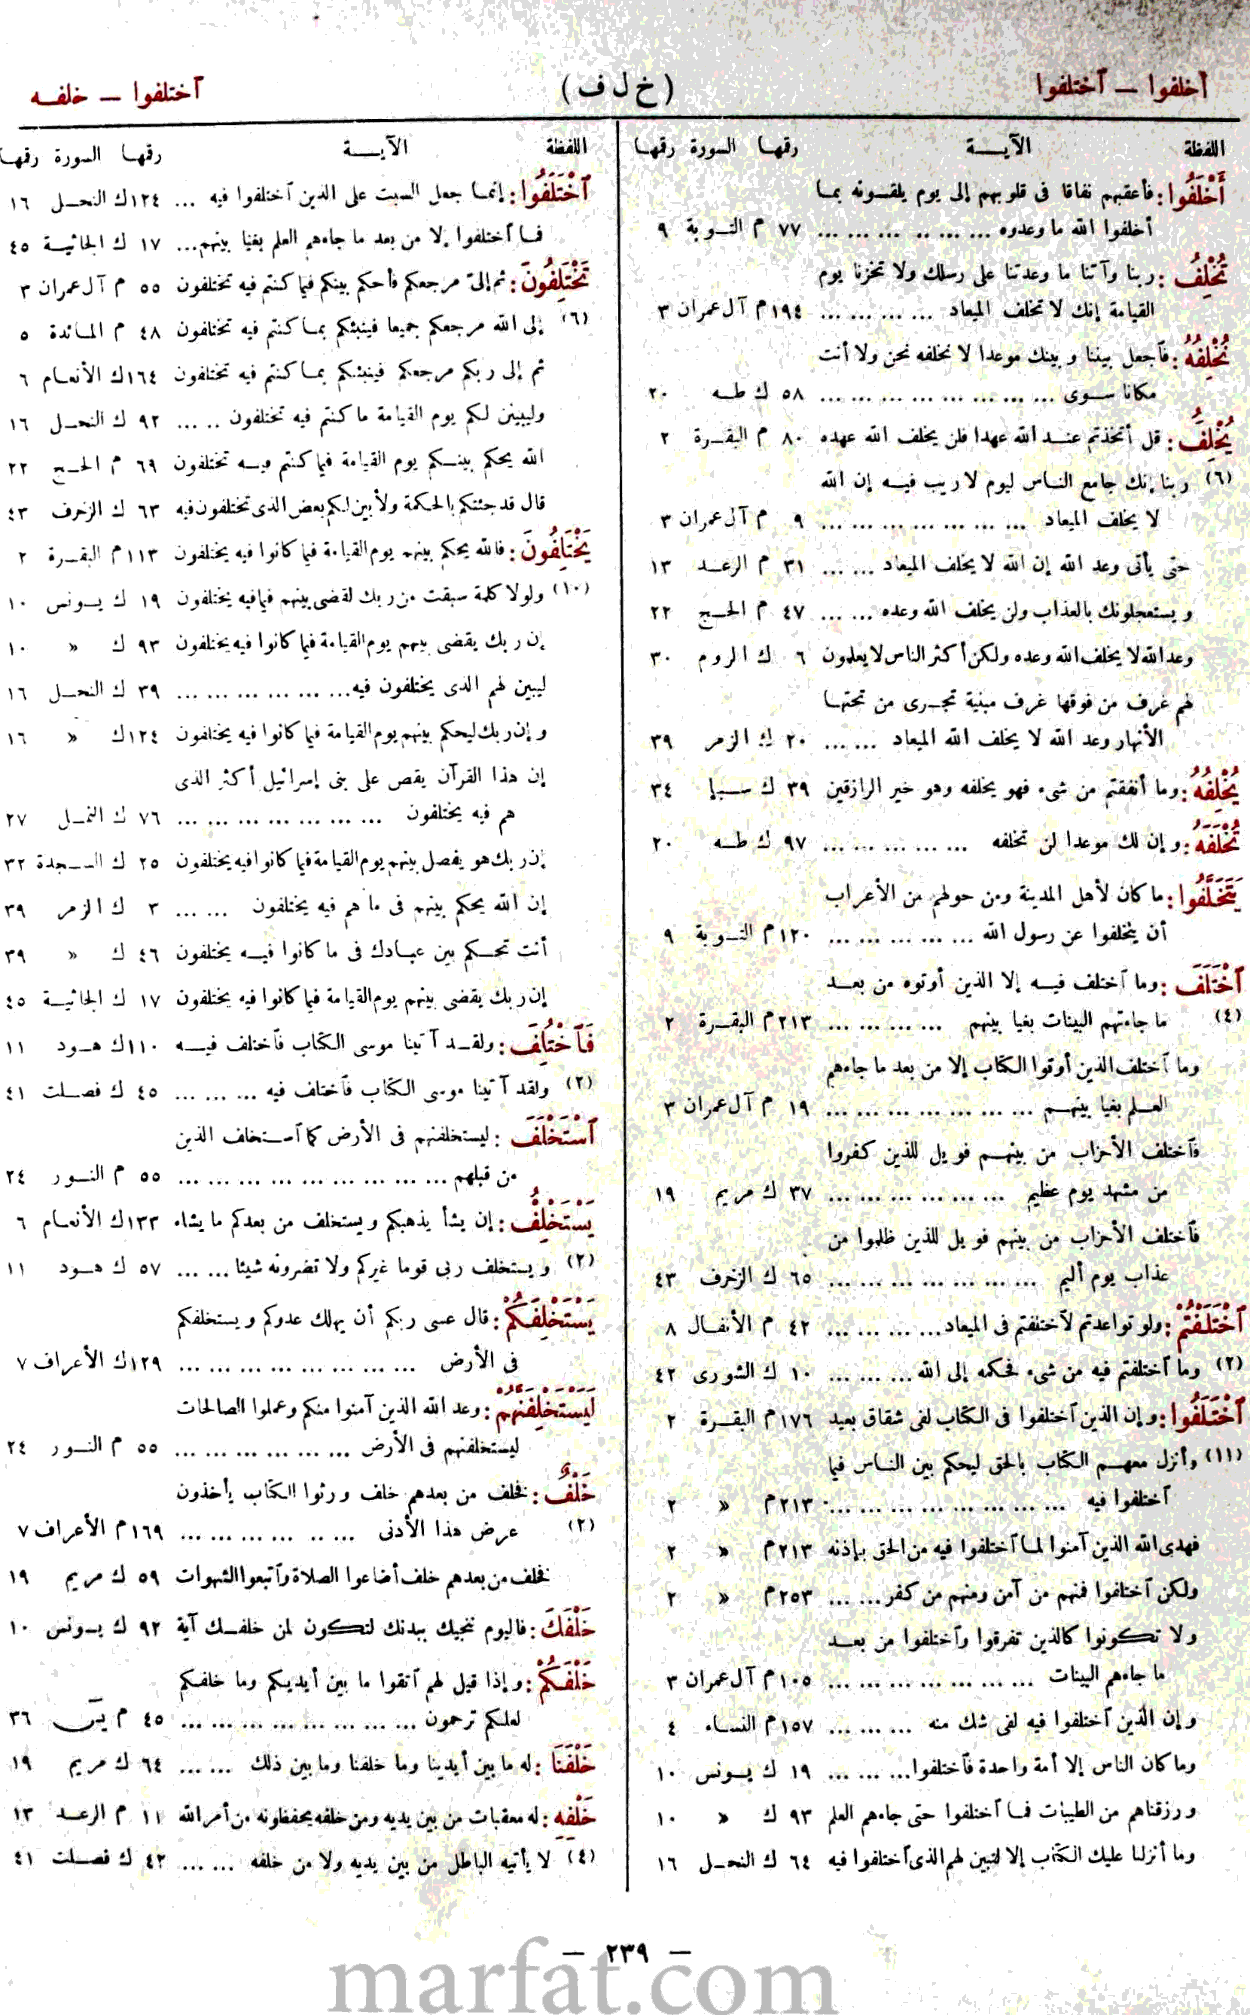 أخلفوا — آختلفوا
(خ ل ف)
آختلفوا — خلفه
اللفظة الآية رقمها السورة رقمها
أَخْلَفُوا : فأعقبهم نفاقا فى قلوبهم إلى يوم يلقونه بما
أخلفوا الله ما وعدوه ... ... ... ... ... ... ٧٧ م التوبة ٩
تُخْلِفُ : ربنا وآتنا ما وعدتنا على رسلك ولا تخزنا يوم
القيامة إنك لا تخلف الميعاد ... ... ... ... ١٩٤ م آل عمران ٣
نُخْلِفُهُ : فآجعل بيننا وبينك موعدا لا نخلفه نحن ولا أنت
مكانا سوى ... ... ... ... ... ... ... ... ٥٨ ك طه ٢٠
يُخْلِفَ : قل أتخذتم عند الله عهدا فلن يخلف الله عهده ٨٠ م البقرة ٢
(٦) ربنا إنك جامع الناس ليوم لا ريب فيه إن الله
لا يخلف الميعاد ... ... ... ... ... ... ... ٩ م آل عمران ٣
حتى يأتى وعد الله إن الله لا يخلف الميعاد ... ... ٣١ م الرعد ١٣
ويستعجلونك بالعذاب ولن يخلف الله وعده ... ... ٤٧ م الحج ٢٢
وعد الله لا يخلف الله وعده ولكن أكثر الناس لا يعلمون ٦ ك الروم ٣٠
لهم غرف من فوقها غرف مبنية تجرى من تحتها
الأنهار وعد الله لا يخلف الله الميعاد ... ... ٢٠ ك الزمر ٣٩
يُخْلِفُهُ : وما أنفقتم من شىء فهو يخلفه وهو خير الرازقين ٣٩ ك سبإ ٣٤
تُخْلَفَهُ : وإن لك موعدا لن تخلفه ... ... ... ... ... ٩٧ ك طه ٢٠
يَتَخَلَّفُوا : ما كان لأهل المدينة ومن حولهم من الأعراب
أن يتخلفوا عن رسول الله ... ... ... ... ... ١٢٠ م التوبة ٩
آخْتَلَفَ : وما آختلف فيه إلا الذين أوتوه من بعد
(٤) ما جاءتهم البينات بغيا بينهم ... ... ... ... ٢١٣ م البقرة ٢
وما آختلف الذين أوتوا الكتاب إلا من بعد ما جاءهم
العلم بغيا بينهم ... ... ... ... ... ... ... ١٩ م آل عمران ٣
فآختلف الأحزاب من بينهم فويل للذين كفروا
من مشهد يوم عظيم ... ... ... ... ... ... ٣٧ ك مريم ١٩
فآختلف الأحزاب من بينهم فويل للذين ظلموا من
عذاب يوم أليم ... ... ... ... ... ... ... ٦٥ ك الزخرف ٤٣
آخْتَلَفْتُمْ : ولو تواعدتم لآختلفتم فى الميعاد ... ... ... ... ٤٢ م الأنفال ٨
(٢) وما آختلفتم فيه من شىء فحكمه إلى الله ... ... ... ١٠ ك الشورى ٤٢
آخْتَلَفُوا : وإن الذين آختلفوا فى الكتاب لفى شقاق بعيد ١٧٦ م البقرة ٢
(١١) وأنزل معهم الكتاب بالحق ليحكم بين الناس فيما
آختلفوا فيه ... ... ... ... ... ... ... ... ٢١٣ م » ٢
فهدى الله الذين آمنوا لما آختلفوا فيه من الحق بإذنه ٢١٣ م » ٢
ولكن آختلفوا فمنهم من آمن ومنهم من كفر ... ... ٢٥٣ م » ٢
ولا تكونوا كالذين تفرقوا وآختلفوا من بعد
ما جاءهم البينات ... ... ... ... ... ... ... ١٠٥ م آل عمران ٣
وإن الذين آختلفوا فيه لفى شك منه ... ... ... ١٥٧ م النساء ٤
وما كان الناس إلا أمة واحدة فآختلفوا ... ... ... ١٩ ك يونس ١٠
ورزقناهم من الطيبات فما آختلفوا حتى جاءهم العلم ٩٣ ك » ١٠
وما أنزلنا عليك الكتاب إلا لتبين لهم الذى آختلفوا فيه ٦٤ ك النحل ١٦
اللفظة الآية رقمها السورة رقمها
آخْتَلَفُوا : إنما جعل السبت على الذين آختلفوا فيه ... ١٢٤ ك النحل ١٦
فما آختلفوا إلا من بعد ما جاءهم العلم بغيا بينهم ... ١٧ ك الجاثية ٤٥
تَخْتَلِفُونَ : ثم إلىّ مرجعكم فأحكم بينكم فيما كنتم فيه تختلفون ٥٥ م آل عمران ٣
(٦) إلى الله مرجعكم جميعا فينبئكم بما كنتم فيه تختلفون ٤٨ م المائدة ٥
ثم إلى ربكم مرجعكم فينبئكم بما كنتم فيه تختلفون ١٦٤ ك الأنعام ٦
وليبينن لكم يوم القيامة ما كنتم فيه تختلفون ... .. ٩٢ ك النحل ١٦
الله يحكم بينكم يوم القيامة فيما كنتم فيه تختلفون ٦٩ م الحج ٢٢
قال قد جئتكم بالحكمة ولأبين لكم بعض الذى تختلفون فيه ٦٣ ك الزخرف ٤٣
يَخْتَلِفُونَ : فالله يحكم بينهم يوم القيامة فيما كانوا فيه يختلفون ١١٣ م البقرة ٢
(١٠) ولولا كلمة سبقت من ربك لقضى بينهم فيما فيه يختلفون ١٩ ك يونس ١٠
إن ربك يقضى بينهم يوم القيامة فيما كانوا فيه يختلفون ٩٣ ك » ١٠
ليبين لهم الذى يختلفون فيه ... ... ... ... ... ... ٣٩ ك النحل ١٦
وإن ربك ليحكم بينهم يوم القيامة فيما كانوا فيه يختلفون ١٢٤ ك » ١٦
إن هذا القرآن يقص على بنى إسرائيل أكثر الذى
هم فيه يختلفون ... ... ... ... ... ... ... ٧٦ ك النمل ٢٧
إن ربك هو يفصل بينهم يوم القيامة فيما كانوا فيه يختلفون ٢٥ ك السجدة ٣٢
إن الله يحكم بينهم فى ما هم فيه يختلفون ... ... ٣ ك الزمر ٣٩
أنت تحكم بين عبادك فى ما كانوا فيه يختلفون ٤٦ ك » ٣٩
إن ربك يقضى بينهم يوم القيامة فيما كانوا فيه يختلفون ١٧ ك الجاثية ٤٥
فَآخْتُلِفَ : ولقد آتينا موسى الكتاب فآختلف فيه ١١٠ ك هود ١١
(٢) ولقد آتينا موسى الكتاب فآختلف فيه ... ... ... ٤٥ ك فصلت ٤١
آسْتَخْلَفَ : ليستخلفنهم فى الأرض كما آستخلف الذين
من قبلهم ... ... ... ... ... ... ... ... ... ٥٥ م النور ٢٤
يَسْتَخْلِفْ : إن يشأ يذهبكم ويستخلف من بعدكم ما يشاء ١٣٣ ك الأنعام ٦
(٢) ويستخلف ربى قوما غيركم ولا تضرونه شيئا ... ... ٥٧ ك هود ١١
يَسْتَخْلِفَكُمْ : قال عسى ربكم أن يهلك عدوكم ويستخلفكم
فى الأرض ... ... ... ... ... ... ... ... ١٢٩ ك الأعراف ٧
لَيَسْتَخْلِفَنَّهُمْ : وعد الله الذين آمنوا منكم وعملوا الصالحات
ليستخلفنهم فى الأرض ... ... ... ... ... ... ٥٥ م النور ٢٤
خَلْفٌ : فخلف من بعدهم خلف ورثوا الكتاب يأخذون
(٢) عرض هذا الأدنى ... .. ... ... ... ... ١٦٩ م الأعراف ٧
فخلف من بعدهم خلف أضاعوا الصلاة وآتبعوا الشهوات ٥٩ ك مريم ١٩
خَلْفَكَ : فاليوم ننجيك ببدنك لتكون لمن خلفك آية ٩٢ ك يونس ١٠
خَلْفَكُمْ : وإذا قيل لهم آتقوا ما بين أيديكم وما خلفكم
لعلكم ترحمون ... ... ... ... ... ... ... ... ٤٥ م يس ٣٦
خَلْفَنَا : له ما بين أيدينا وما خلفنا وما بين ذلك ... ... ٦٤ ك مريم ١٩
خَلْفِهِ : له معقبات من بين يديه ومن خلفه يحفظونه من أمر الله ١١ م الرعد ١٣
(٤) لا يأتيه الباطل من بين يديه ولا من خلفه ... ... ٤٢ ك فصلت ٤١
— ٢٣٩ —
marfat.com